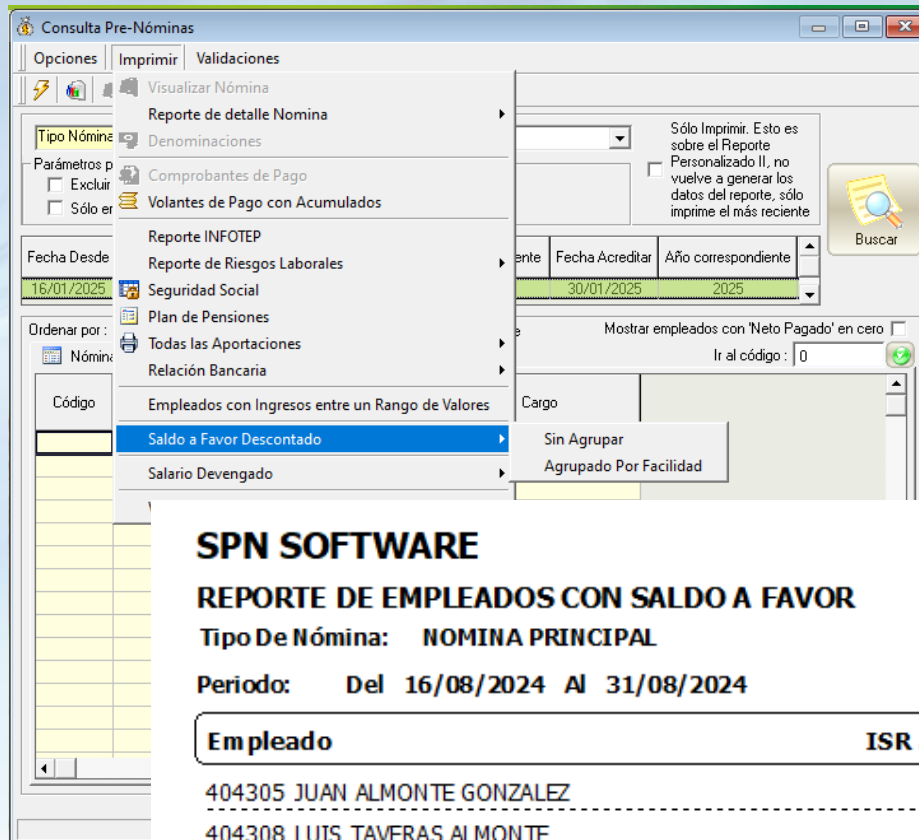 Consulta Pre-Nóminas
Opciones Imprimir Validaciones
Visualizar Nómina
Reporte de detalle Nomina
Denominaciones
Comprobantes de Pago
Volantes de Pago con Acumulados
Reporte INFOTEP
Reporte de Riesgos Laborales
Seguridad Social
Plan de Pensiones
Todas las Aportaciones
Relación Bancaria
Empleados con Ingresos entre un Rango de Valores
Saldo a Favor Descontado
Salario Devengado
Sin Agrupar
Agrupado Por Facilidad
Tipo Nómina
Parámetros p
Excluir
Sólo en
Sólo Imprimir. Esto es
sobre el Reporte
Personalizado II, no
vuelve a generar los
datos del reporte, sólo
imprime el más reciente
Buscar
Fecha Desde ente Fecha Acreditar Año correspondiente
16/01/2025 30/01/2025 2025
Ordenar por : Mostrar empleados con 'Neto Pagado' en cero
Nómina Ir al código : 0
Código Cargo
SPN SOFTWARE
REPORTE DE EMPLEADOS CON SALDO A FAVOR
Tipo De Nómina: NOMINA PRINCIPAL
Periodo: Del 16/08/2024 Al 31/08/2024
Empleado ISR
404305 JUAN ALMONTE GONZALEZ
404308 LUIS TAVERAS ALMONTE